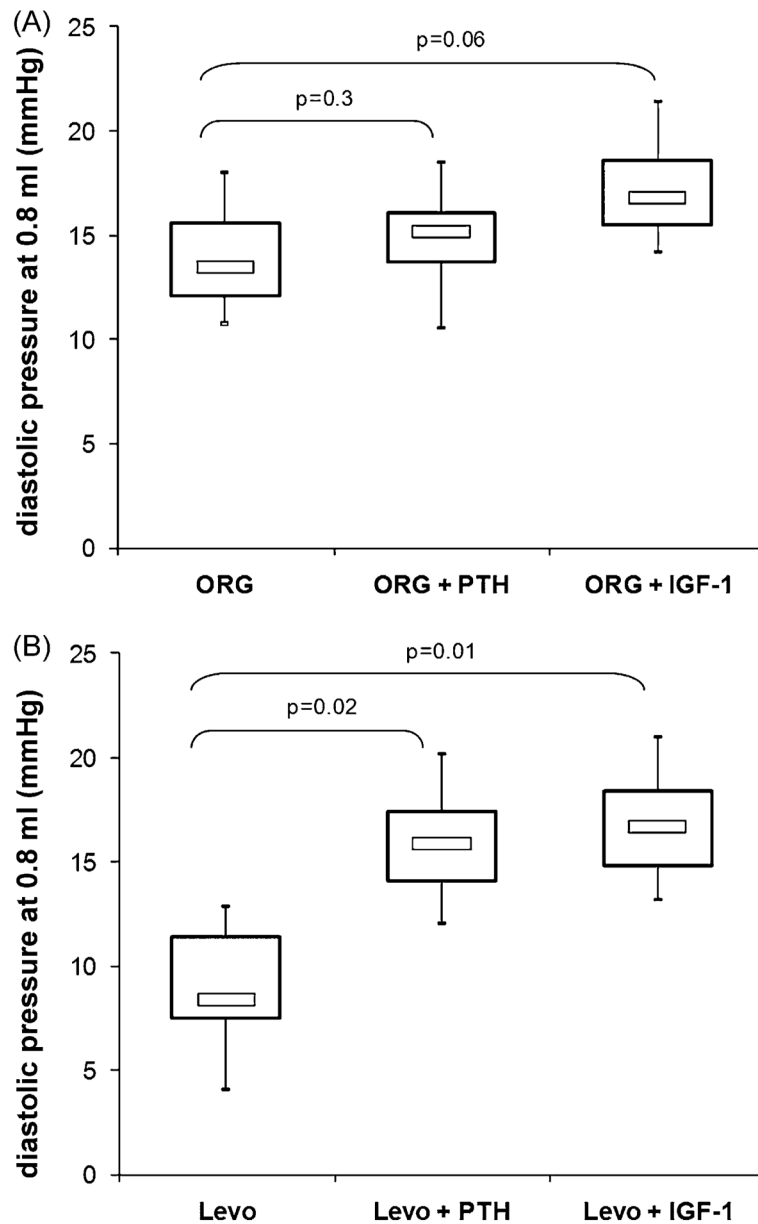 (A)
diastolic pressure at 0.8 ml (mmHg)
25
20
15
10
5
0
p=0.06
p=0.3
ORG ORG + PTH ORG + IGF-1
(B)
diastolic pressure at 0.8 ml (mmHg)
25
20
15
10
5
0
p=0.01
p=0.02
Levo Levo + PTH Levo + IGF-1